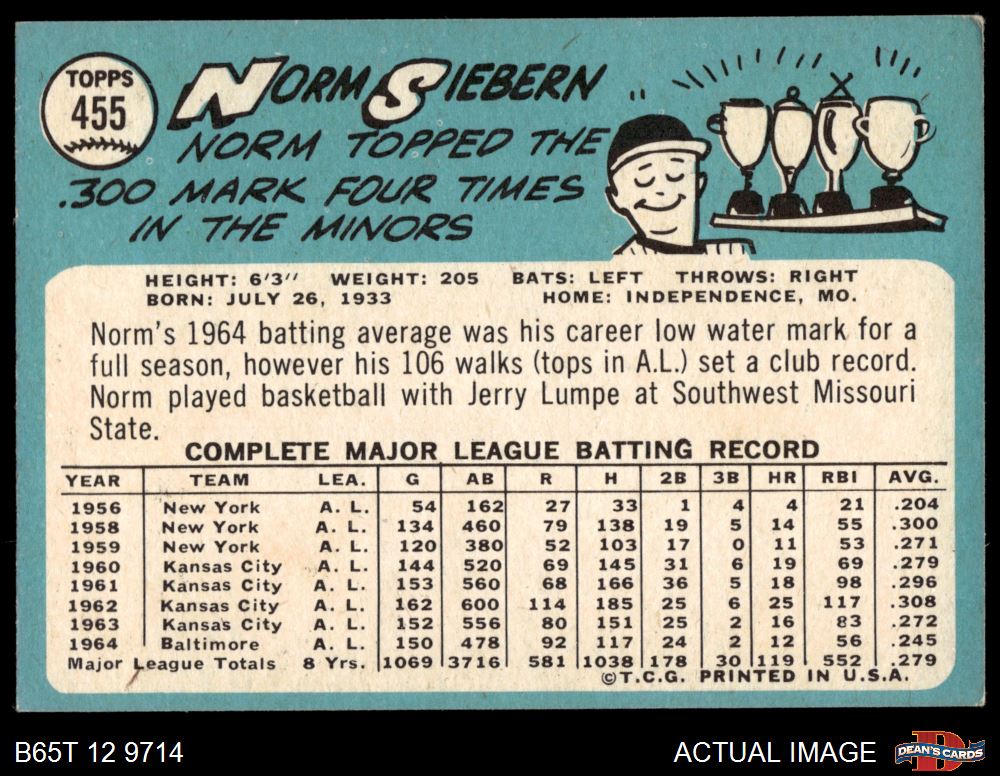 TOPPS
455
NORM SIEBERN
NORM TOPPED THE
.300 MARK FOUR TIMES
IN THE MINORS
HEIGHT: 6'3" WEIGHT: 205 BATS: LEFT THROWS: RIGHT
BORN: JULY 26, 1933 HOME: INDEPENDENCE, MO.
Norm's 1964 batting average was his career low water mark for a
full season, however his 106 walks (tops in A.L.) set a club record.
Norm played basketball with Jerry Lumpe at Southwest Missouri
State.
COMPLETE MAJOR LEAGUE BATTING RECORD
YEAR TEAM LEA. G AB R H 2B 3B HR RBI AVG.
1956 New York A. L. 54 162 27 33 1 4 4 21 .204
1958 New York A. L. 134 460 79 138 19 5 14 55 .300
1959 New York A. L. 120 380 52 103 17 0 11 53 .271
1960 Kansas City A. L. 144 520 69 145 31 6 19 69 .279
1961 Kansas City A. L. 153 560 68 166 36 5 18 98 .296
1962 Kansas City A. L. 162 600 114 185 25 6 25 117 .308
1963 Kansas City A. L. 152 556 80 151 25 2 16 83 .272
1964 Baltimore A. L. 150 478 92 117 24 2 12 56 .245
Major League Totals 8 Yrs. 1069 3716 581 1038 178 30 119 552 .279
©T.C.G. PRINTED IN U.S.A.
B65T 12 9714 ACTUAL IMAGE DEAN'S CARDS